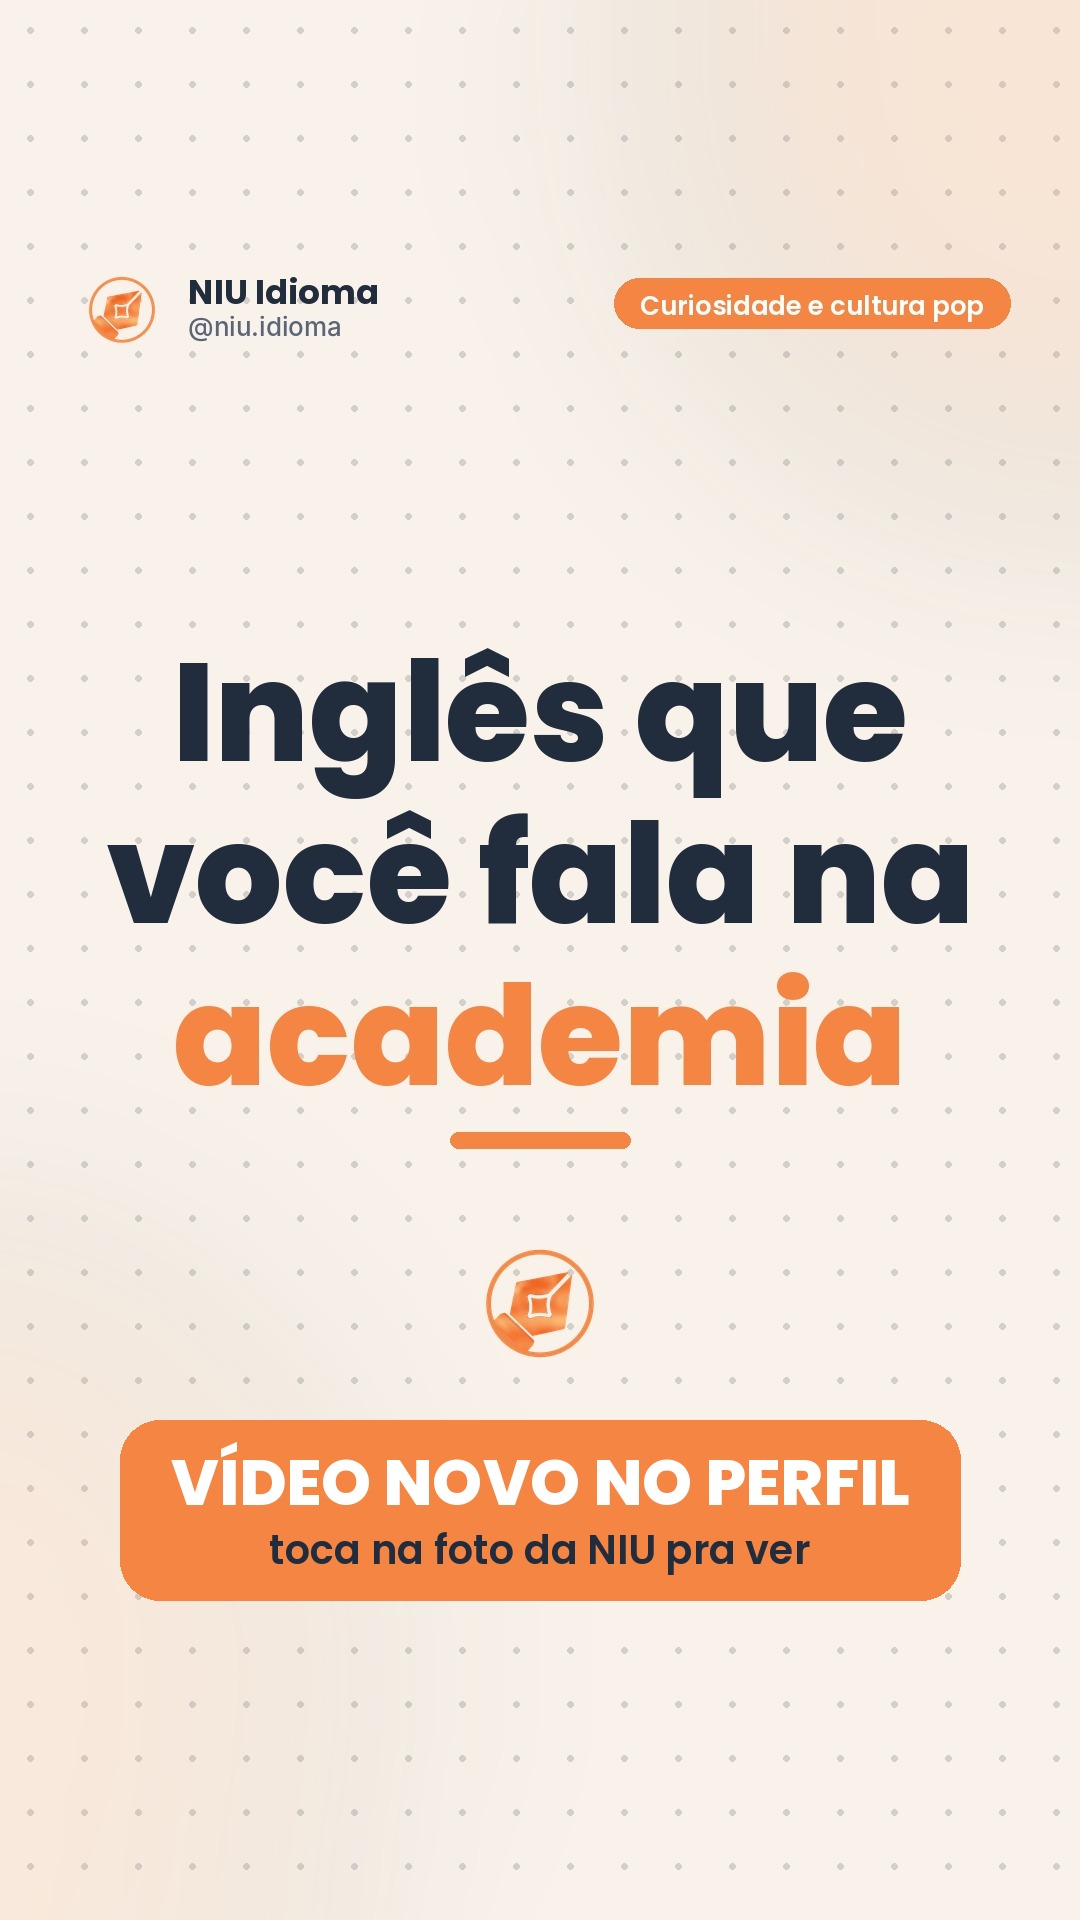 NIU Idioma
@niu.idioma
Curiosidade e cultura pop
Inglês que
você fala na
academia
VÍDEO NOVO NO PERFIL
toca na foto da NIU pra ver